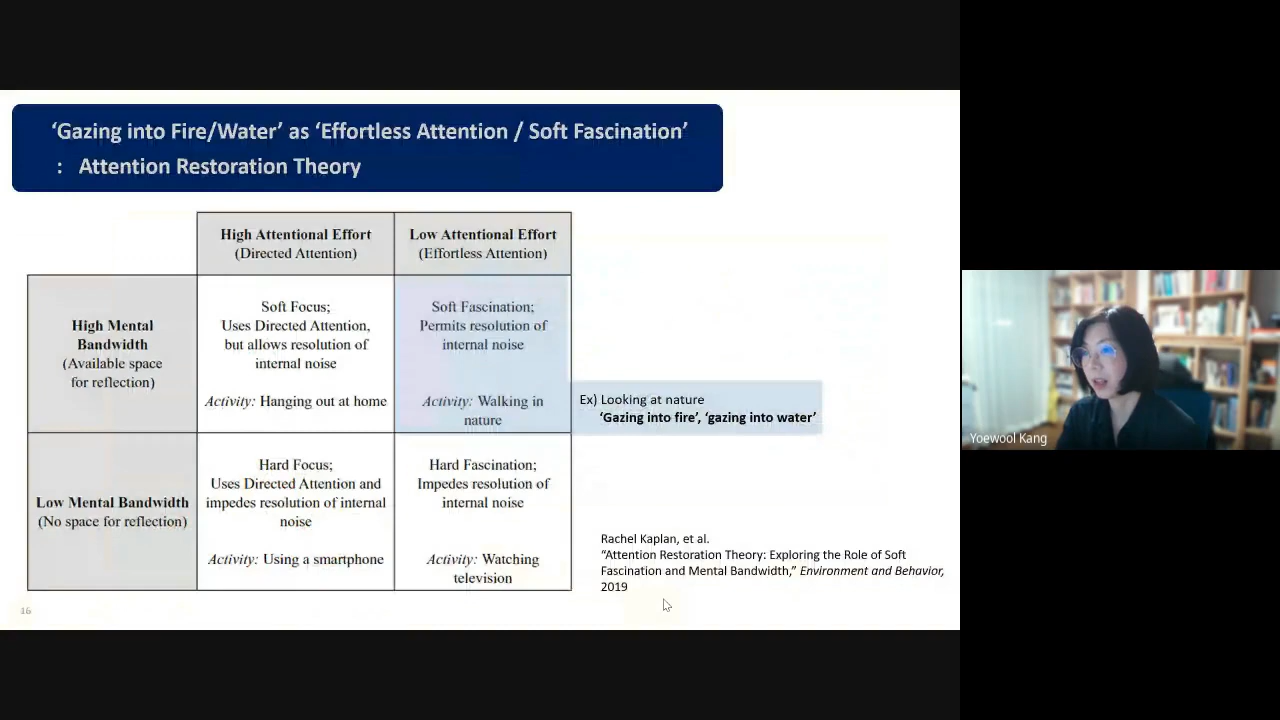 ‘Gazing into Fire/Water’ as ‘Effortless Attention / Soft Fascination’
: Attention Restoration Theory
High Attentional Effort
(Directed Attention)
Low Attentional Effort
(Effortless Attention)
High Mental
Bandwidth
(Available space
for reflection)
Soft Focus;
Uses Directed Attention,
but allows resolution of
internal noise
Activity: Hanging out at home
Soft Fascination;
Permits resolution of
internal noise
Activity: Walking in
nature
Ex) Looking at nature
‘Gazing into fire’, ‘gazing into water’
Low Mental Bandwidth
(No space for reflection)
Hard Focus;
Uses Directed Attention and
impedes resolution of internal
noise
Activity: Using a smartphone
Hard Fascination;
Impedes resolution of
internal noise
Activity: Watching
television
Rachel Kaplan, et al.
“Attention Restoration Theory: Exploring the Role of Soft
Fascination and Mental Bandwidth,” Environment and Behavior,
2019
16
Yoewool Kang